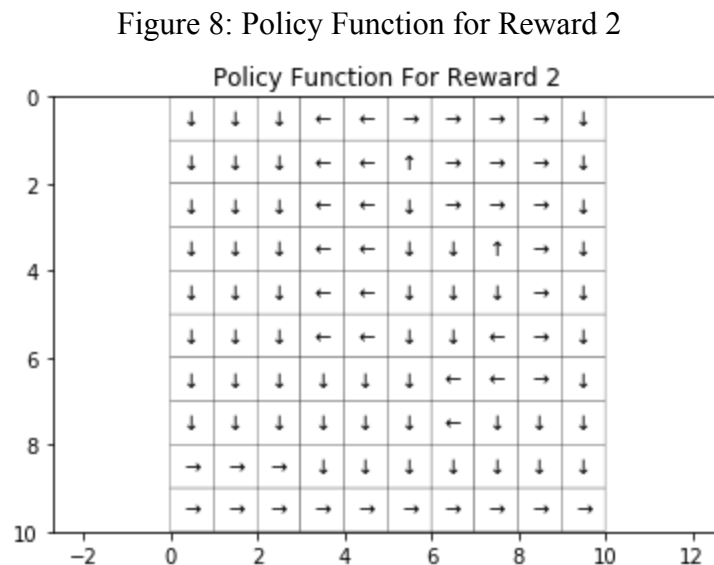 Figure 8: Policy Function for Reward 2
Policy Function For Reward 2
0
↓ ↓ ↓ ← ← → → → → ↓
↓ ↓ ↓ ← ← ↑ → → → ↓
2
↓ ↓ ↓ ← ← ↓ → → → ↓
↓ ↓ ↓ ← ← ↓ ↓ ↑ → ↓
4
↓ ↓ ↓ ← ← ↓ ↓ ↓ → ↓
↓ ↓ ↓ ← ← ↓ ↓ ← → ↓
6
↓ ↓ ↓ ↓ ↓ ↓ ← ← → ↓
↓ ↓ ↓ ↓ ↓ ↓ ← ↓ ↓ ↓
8
→ → → ↓ ↓ ↓ ↓ ↓ ↓ ↓
→ → → → → → → → → →
10
−2 0 2 4 6 8 10 12